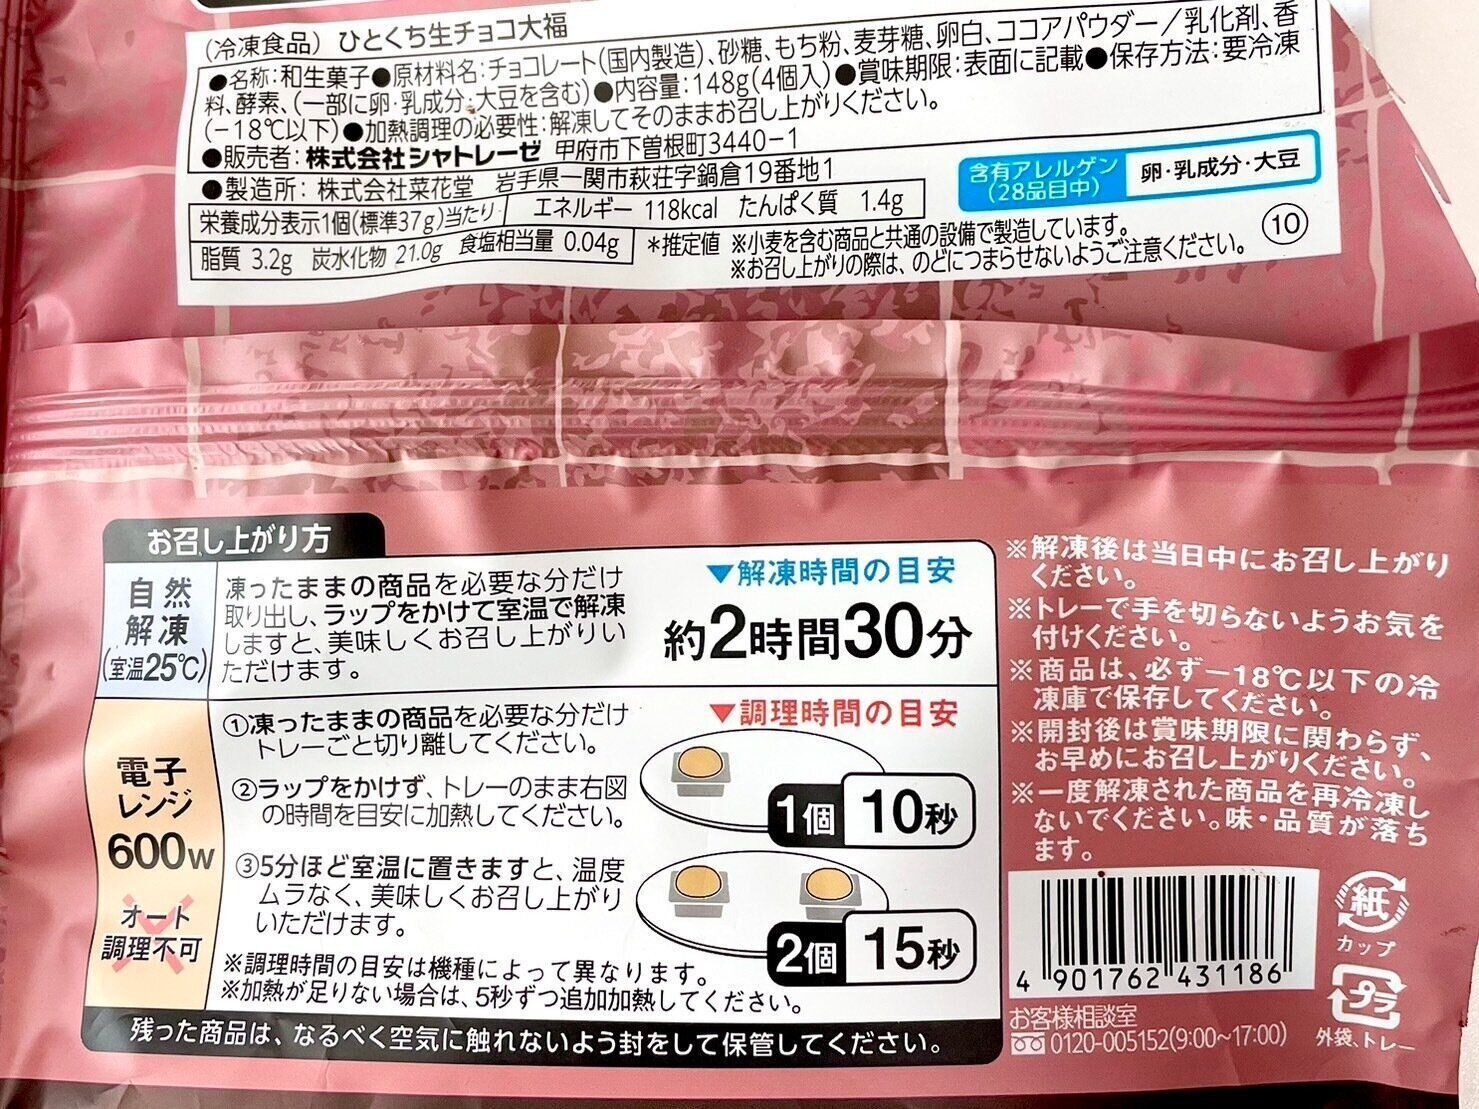 (冷凍食品) ひとくち生チョコ大福
●名称:和生菓子●原材料名:チョコレート(国内製造)、砂糖、もち粉、麦芽糖、卵白、ココアパウダー/乳化剤、香
料、酵素、(一部に卵・乳成分・大豆を含む)●内容量:148g(4個入)●賞味期限:表面に記載●保存方法:要冷凍
(-18℃以下)●加熱調理の必要性:解凍してそのままお召し上がりください。
●販売者:株式会社シャトレーゼ 甲府市下曽根町3440-1
●製造所:株式会社菜花堂 岩手県一関市萩荘字鍋倉19番地1
含有アレルゲン
(28品目中)
卵・乳成分・大豆
栄養成分表示1個(標準37g)当たり エネルギー 118kcal たんぱく質 1.4g
脂質 3.2g 炭水化物 21.0g 食塩相当量 0.04g *推定値
※小麦を含む商品と共通の設備で製造しています。
※お召し上がりの際は、のどにつまらせないようご注意ください。
⑩
お召し上がり方
自然
解凍
(室温25℃)
凍ったままの商品を必要な分だけ
取り出し、ラップをかけて室温で解凍
しますと、美味しくお召し上がりい
ただけます。
▼解凍時間の目安
約2時間30分
電子
レンジ
600w
オート
調理不可
①凍ったままの商品を必要な分だけ
トレーごと切り離してください。
②ラップをかけず、トレーのまま右図
の時間を目安に加熱してください。
③5分ほど室温に置きますと、温度
ムラなく、美味しくお召し上がり
いただけます。
※調理時間の目安は機種によって異なります。
※加熱が足りない場合は、5秒ずつ追加加熱してください。
▼調理時間の目安
1個 10秒
2個 15秒
残った商品は、なるべく空気に触れないよう封をして保管してください。
※解凍後は当日中にお召し上がり
ください。
※トレーで手を切らないようお気を
付けください。
※商品は、必ず-18℃以下の冷
凍庫で保存してください。
※開封後は賞味期限に関わらず、
お早めにお召し上がりください。
※一度解凍された商品を再冷凍し
ないでください。味・品質が落ち
ます。
4 901762 431186
お客様相談室
0120-005152(9:00~17:00)
紙
カップ
プラ
外袋、トレー